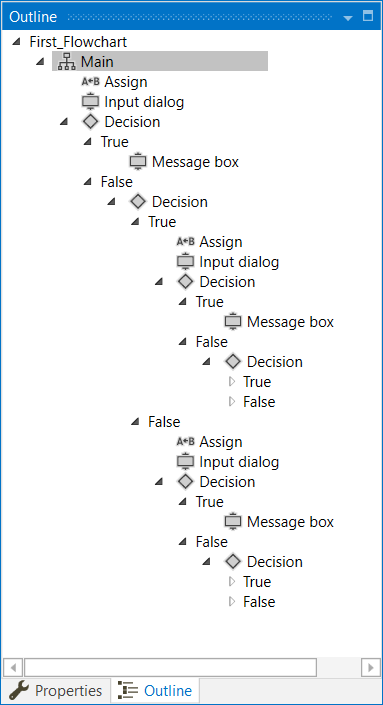 Outline
First_Flowchart
Main
A+B Assign
Input dialog
Decision
True
Message box
False
Decision
True
A+B Assign
Input dialog
Decision
True
Message box
False
Decision
True
False
False
A+B Assign
Input dialog
Decision
True
Message box
False
Decision
True
False
Properties Outline